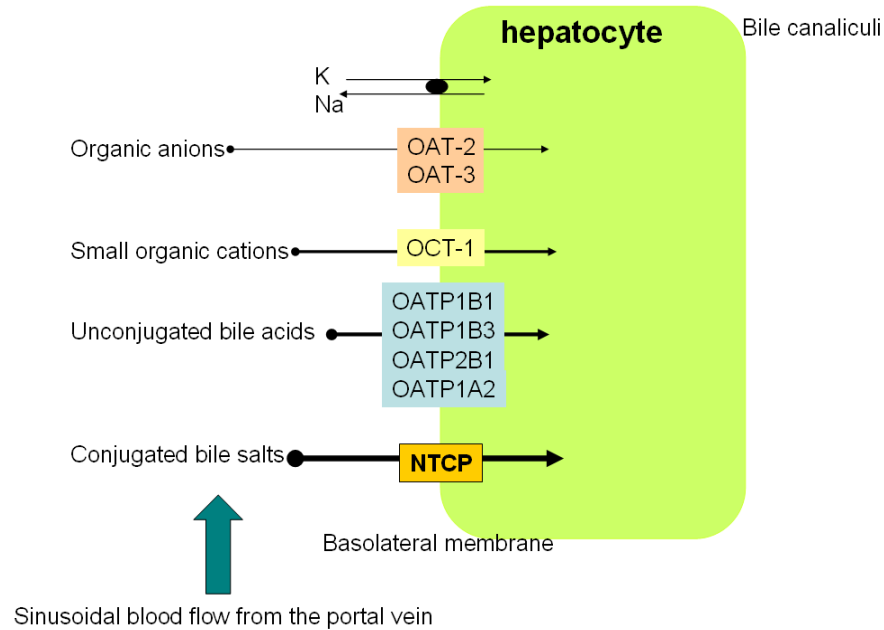 hepatocyte
Bile canaliculi
K
Na
Organic anions
OAT-2
OAT-3
Small organic cations
OCT-1
Unconjugated bile acids
OATP1B1
OATP1B3
OATP2B1
OATP1A2
Conjugated bile salts
NTCP
Basolateral membrane
Sinusoidal blood flow from the portal vein